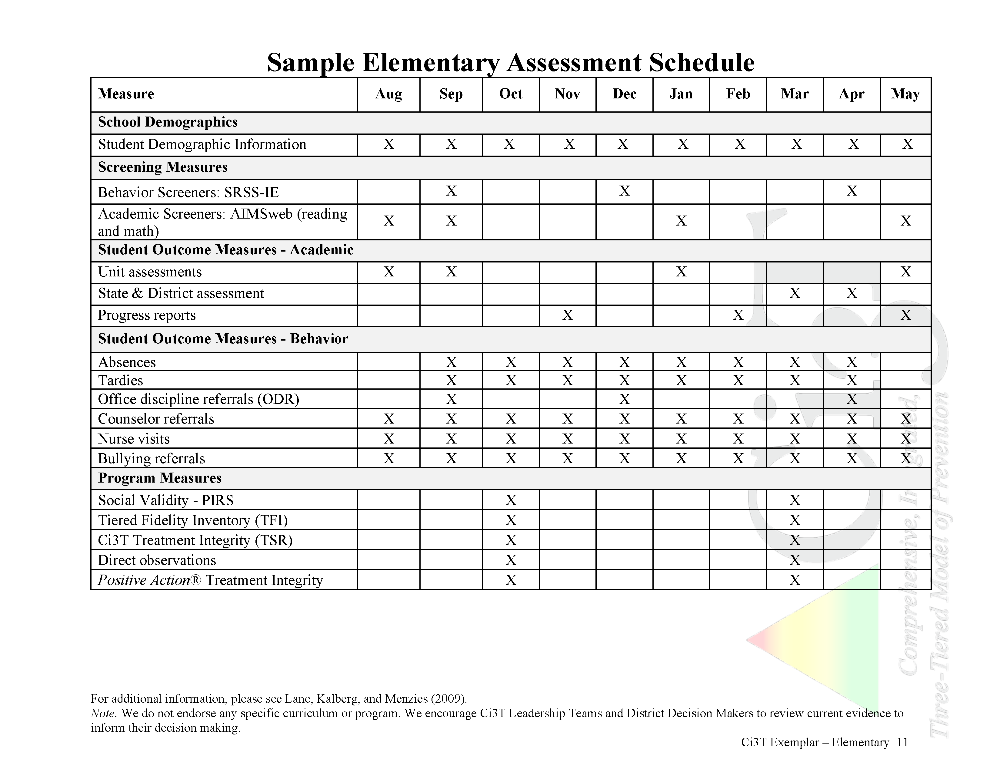 Sample Elementary Assessment Schedule
Measure Aug Sep Oct Nov Dec Jan Feb Mar Apr May
School Demographics
Student Demographic Information X X X X X X X X X X
Screening Measures
Behavior Screeners: SRSS-IE X X X
Academic Screeners: AIMSweb (reading
and math) X X X X
Student Outcome Measures - Academic
Unit assessments X X X X
State & District assessment X X
Progress reports X X X
Student Outcome Measures - Behavior
Absences X X X X X X X X
Tardies X X X X X X X X
Office discipline referrals (ODR) X X X
Counselor referrals X X X X X X X X X X
Nurse visits X X X X X X X X X X
Bullying referrals X X X X X X X X X X
Program Measures
Social Validity - PIRS X X
Tiered Fidelity Inventory (TFI) X X
Ci3T Treatment Integrity (TSR) X X
Direct observations X X
Positive Action® Treatment Integrity X X
For additional information, please see Lane, Kalberg, and Menzies (2009).
Note. We do not endorse any specific curriculum or program. We encourage Ci3T Leadership Teams and District Decision Makers to review current evidence to
inform their decision making.
Ci3T Exemplar – Elementary 11
Ci3T
Comprehensive, Integrated,
Three-Tiered Model of Prevention